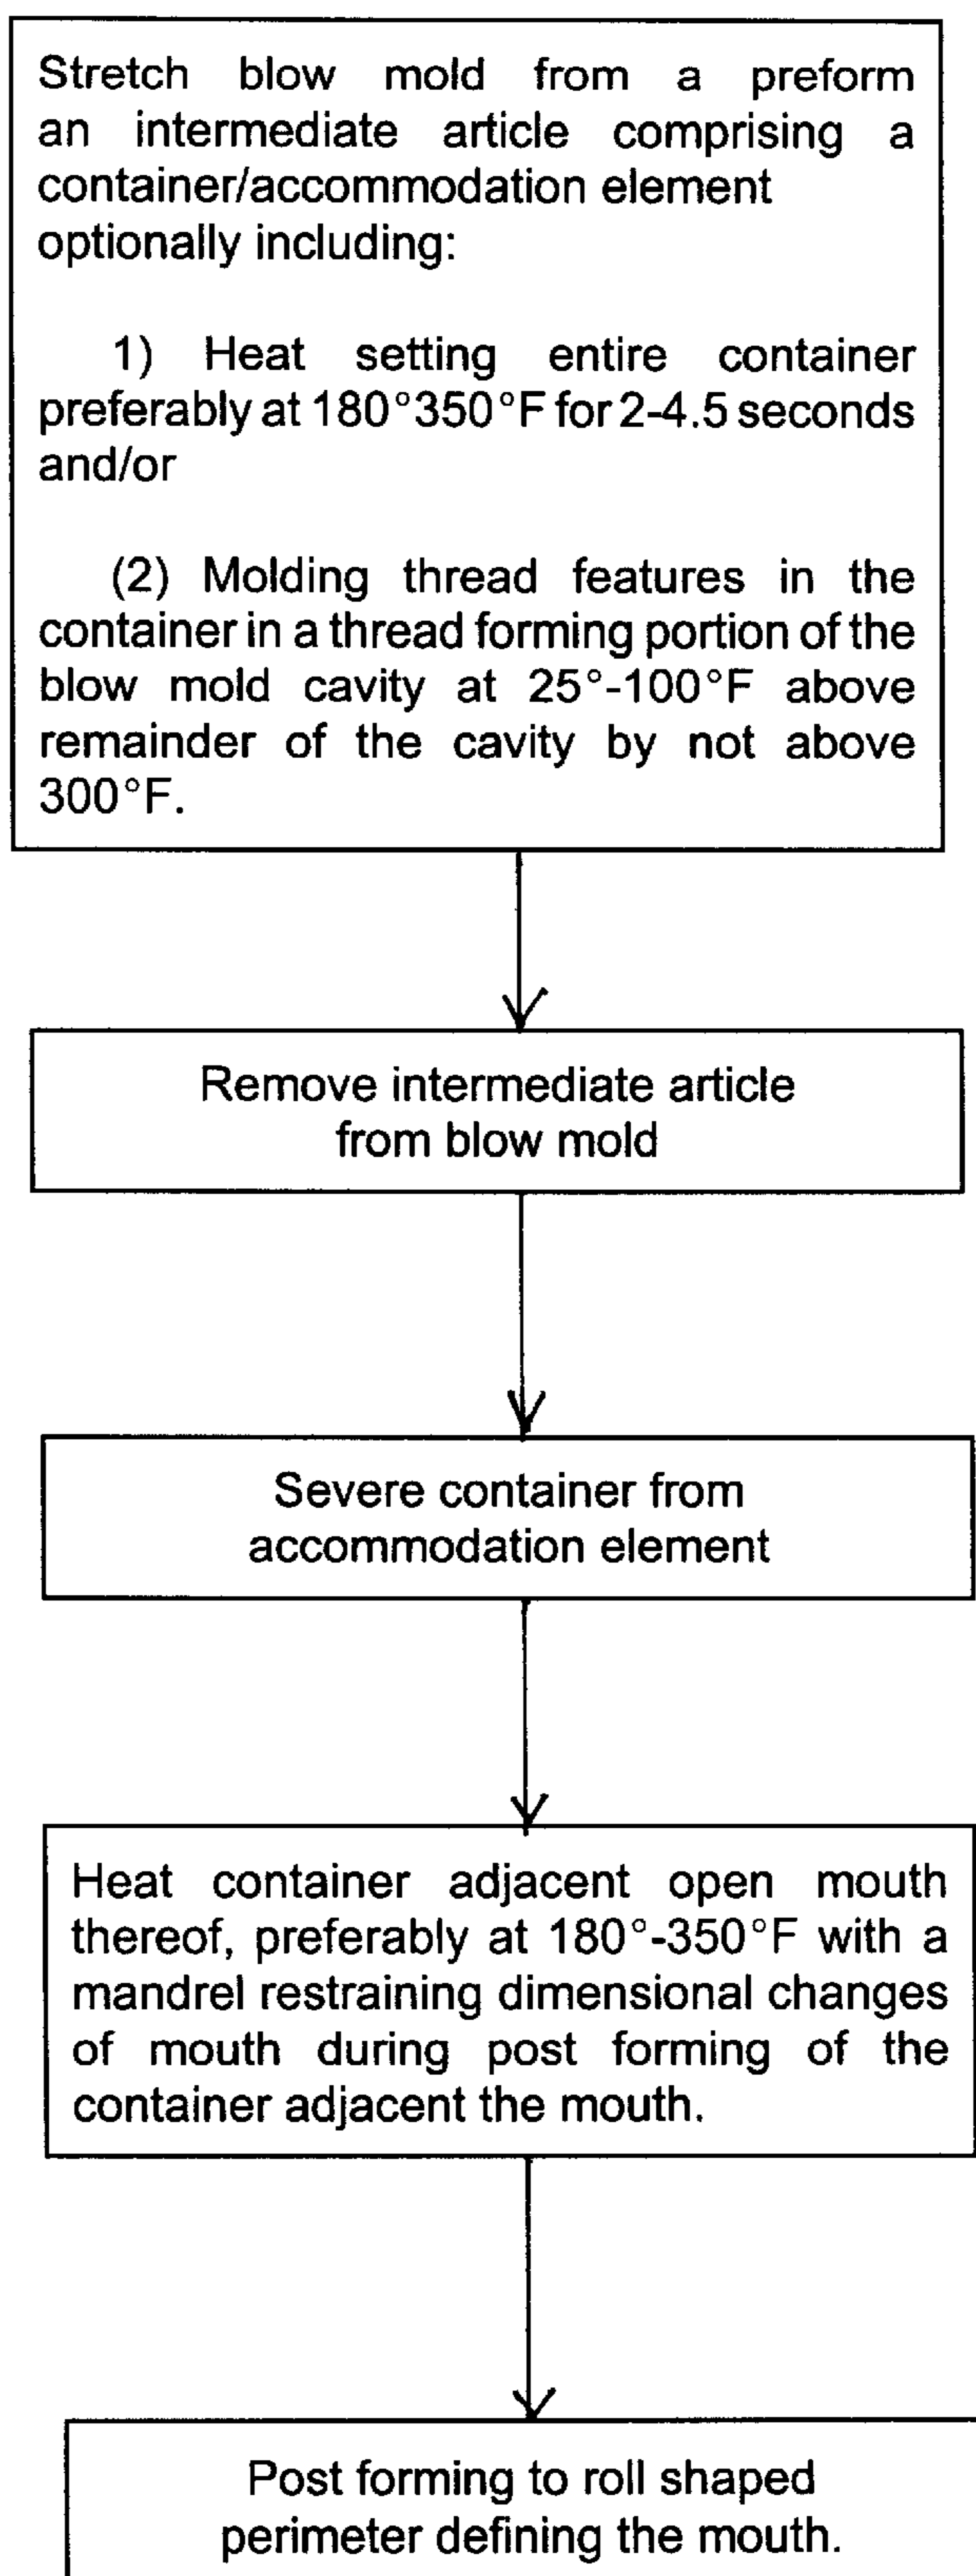 Stretch blow mold from a preform
an intermediate article comprising a
container/accommodation element
optionally including:
1) Heat setting entire container
preferably at 180°350°F for 2-4.5 seconds
and/or
(2) Molding thread features in the
container in a thread forming portion of the
blow mold cavity at 25°-100°F above
remainder of the cavity by not above
300°F.
Remove intermediate article
from blow mold
Severe container from
accommodation element
Heat container adjacent open mouth
thereof, preferably at 180°-350°F with a
mandrel restraining dimensional changes
of mouth during post forming of the
container adjacent the mouth.
Post forming to roll shaped
perimeter defining the mouth.